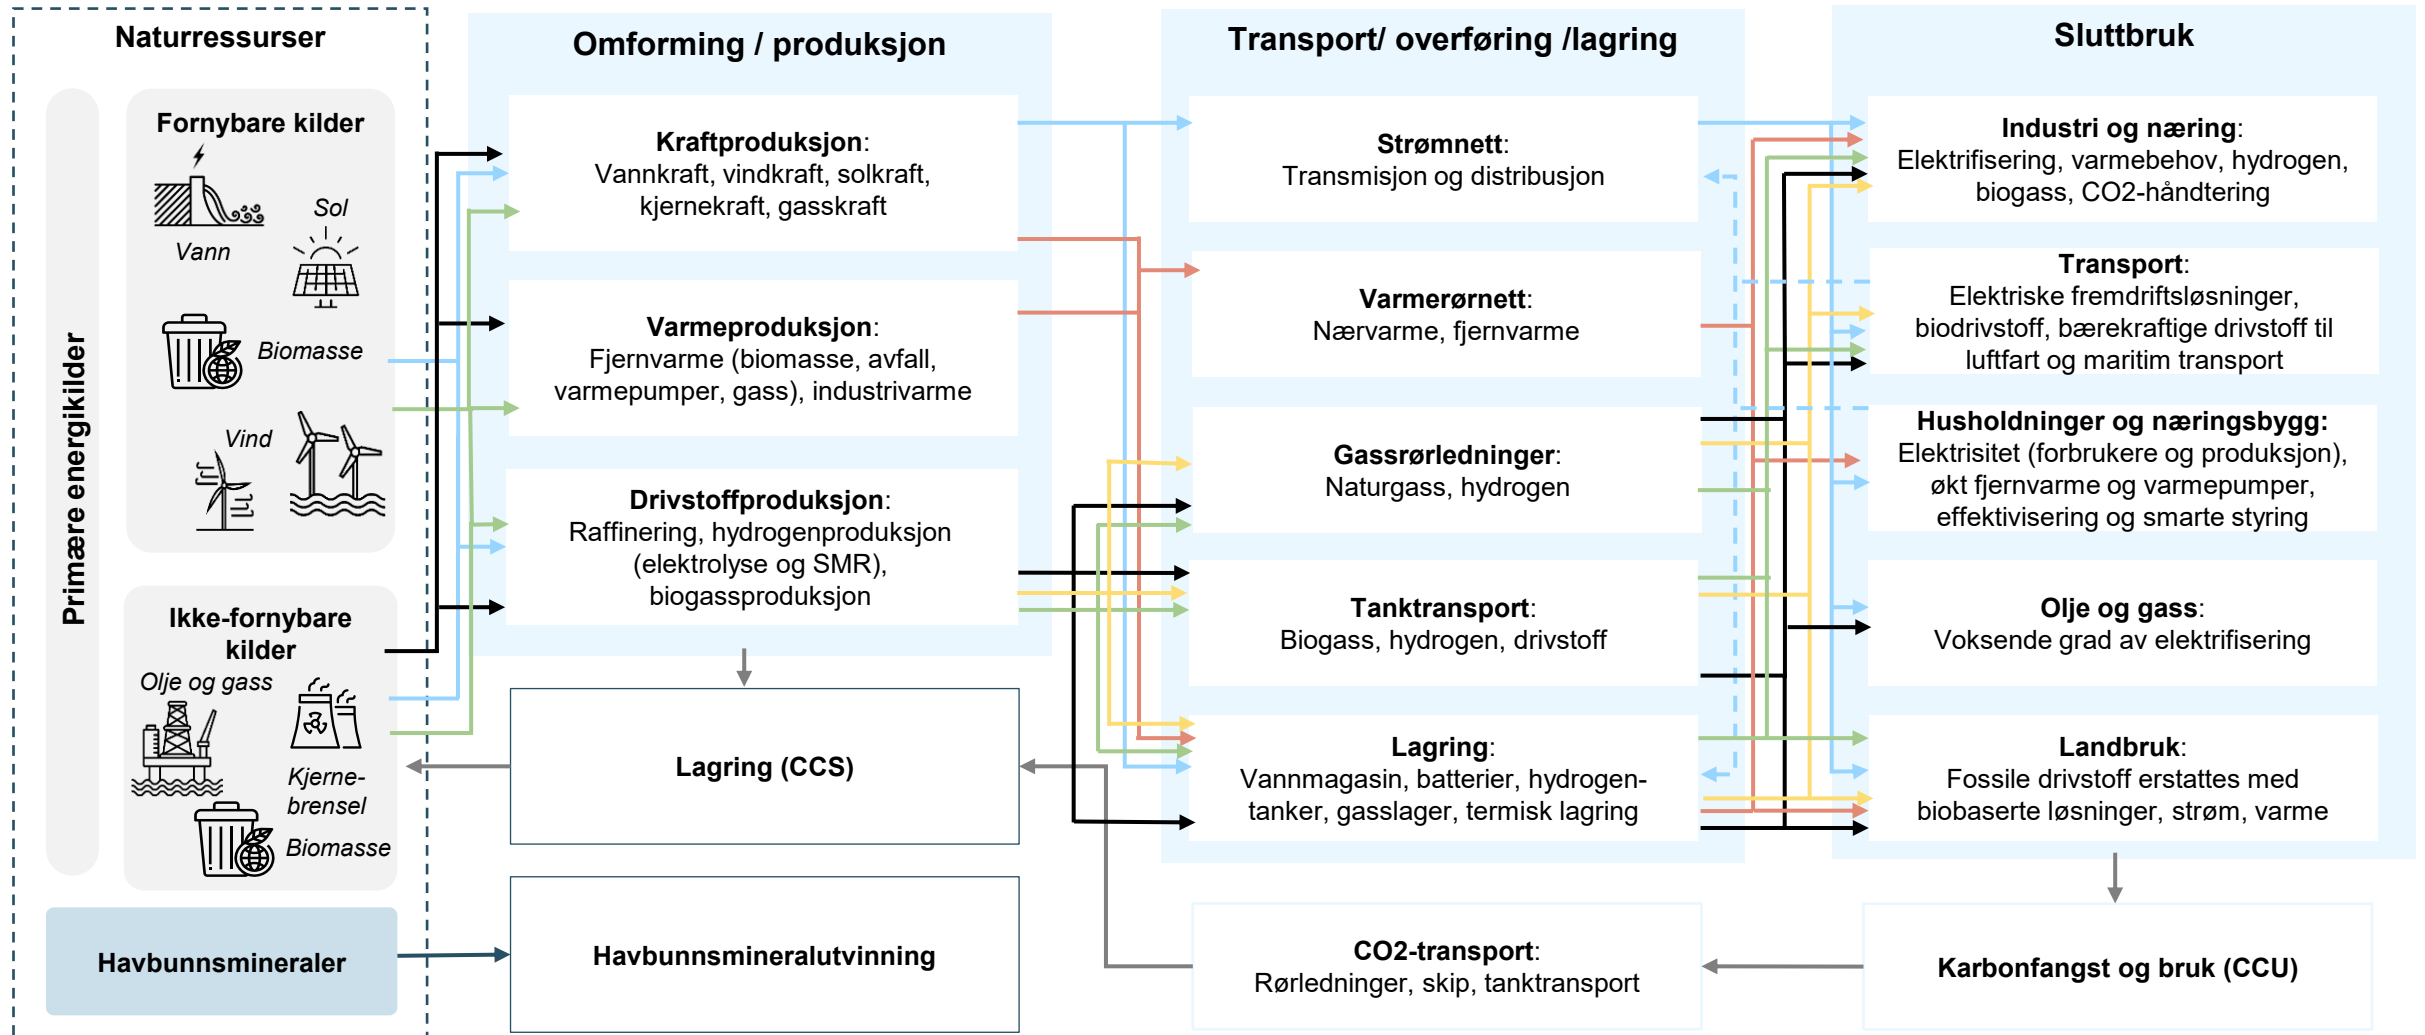 Naturressurser
Primære energikilder
Fornybare kilder
Vann
Sol
Biomasse
Vind
Ikke-fornybare
kilder
Olje og gass
Kjerne-
brensel
Biomasse
Havbunnsmineraler
Omforming / produksjon
Kraftproduksjon:
Vannkraft, vindkraft, solkraft,
kjernekraft, gasskraft
Varmeproduksjon:
Fjernvarme (biomasse, avfall,
varmepumper, gass), industrivarme
Drivstoffproduksjon:
Raffinering, hydrogenproduksjon
(elektrolyse og SMR),
biogassproduksjon
Lagring (CCS)
Havbunnsmineralutvinning
Transport/ overføring /lagring
Strømnett:
Transmisjon og distribusjon
Varmerørnett:
Nærvarme, fjernvarme
Gassrørledninger:
Naturgass, hydrogen
Tanktransport:
Biogass, hydrogen, drivstoff
Lagring:
Vannmagasin, batterier, hydrogen-
tanker, gasslager, termisk lagring
CO2-transport:
Rørledninger, skip, tanktransport
Sluttbruk
Industri og næring:
Elektrifisering, varmebehov, hydrogen,
biogass, CO2-håndtering
Transport:
Elektriske fremdriftsløsninger,
biodrivstoff, bærekraftige drivstoff til
luftfart og maritim transport
Husholdninger og næringsbygg:
Elektrisitet (forbrukere og produksjon),
økt fjernvarme og varmepumper,
effektivisering og smarte styring
Olje og gass:
Voksende grad av elektrifisering
Landbruk:
Fossile drivstoff erstattes med
biobaserte løsninger, strøm, varme
Karbonfangst og bruk (CCU)